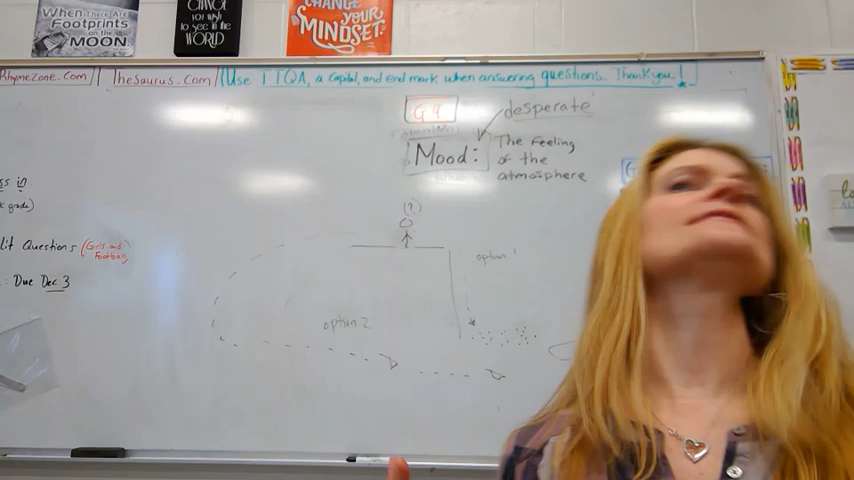 When There Are
Footprints
on the
MOON
CHANGE
YOU WISH
to SEE in the
WORLD
CHANGE
YOUR
MINDSET.
RhymeZone.Com / TheSaurus.com / Use TTQA, a Capital, and end mark when answering questions. Thank you!
G9
desperate
Mood:
The Feeling
of the
atmosphere
ss in
grade)
lit Questions (Girls and
Football)
: Due Dec 3
(?)
option 1
option 2